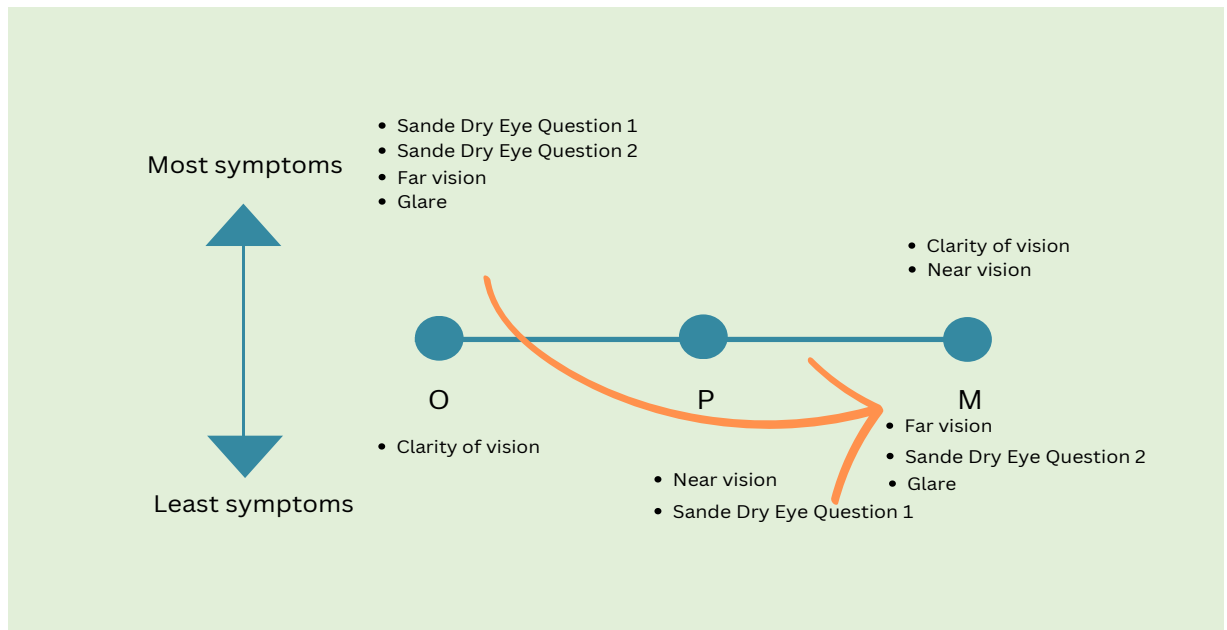 Most symptoms
• Sande Dry Eye Question 1
• Sande Dry Eye Question 2
• Far vision
• Glare
• Clarity of vision
• Near vision
O
P
M
• Clarity of vision
• Near vision
• Sande Dry Eye Question 1
• Far vision
• Sande Dry Eye Question 2
• Glare
Least symptoms